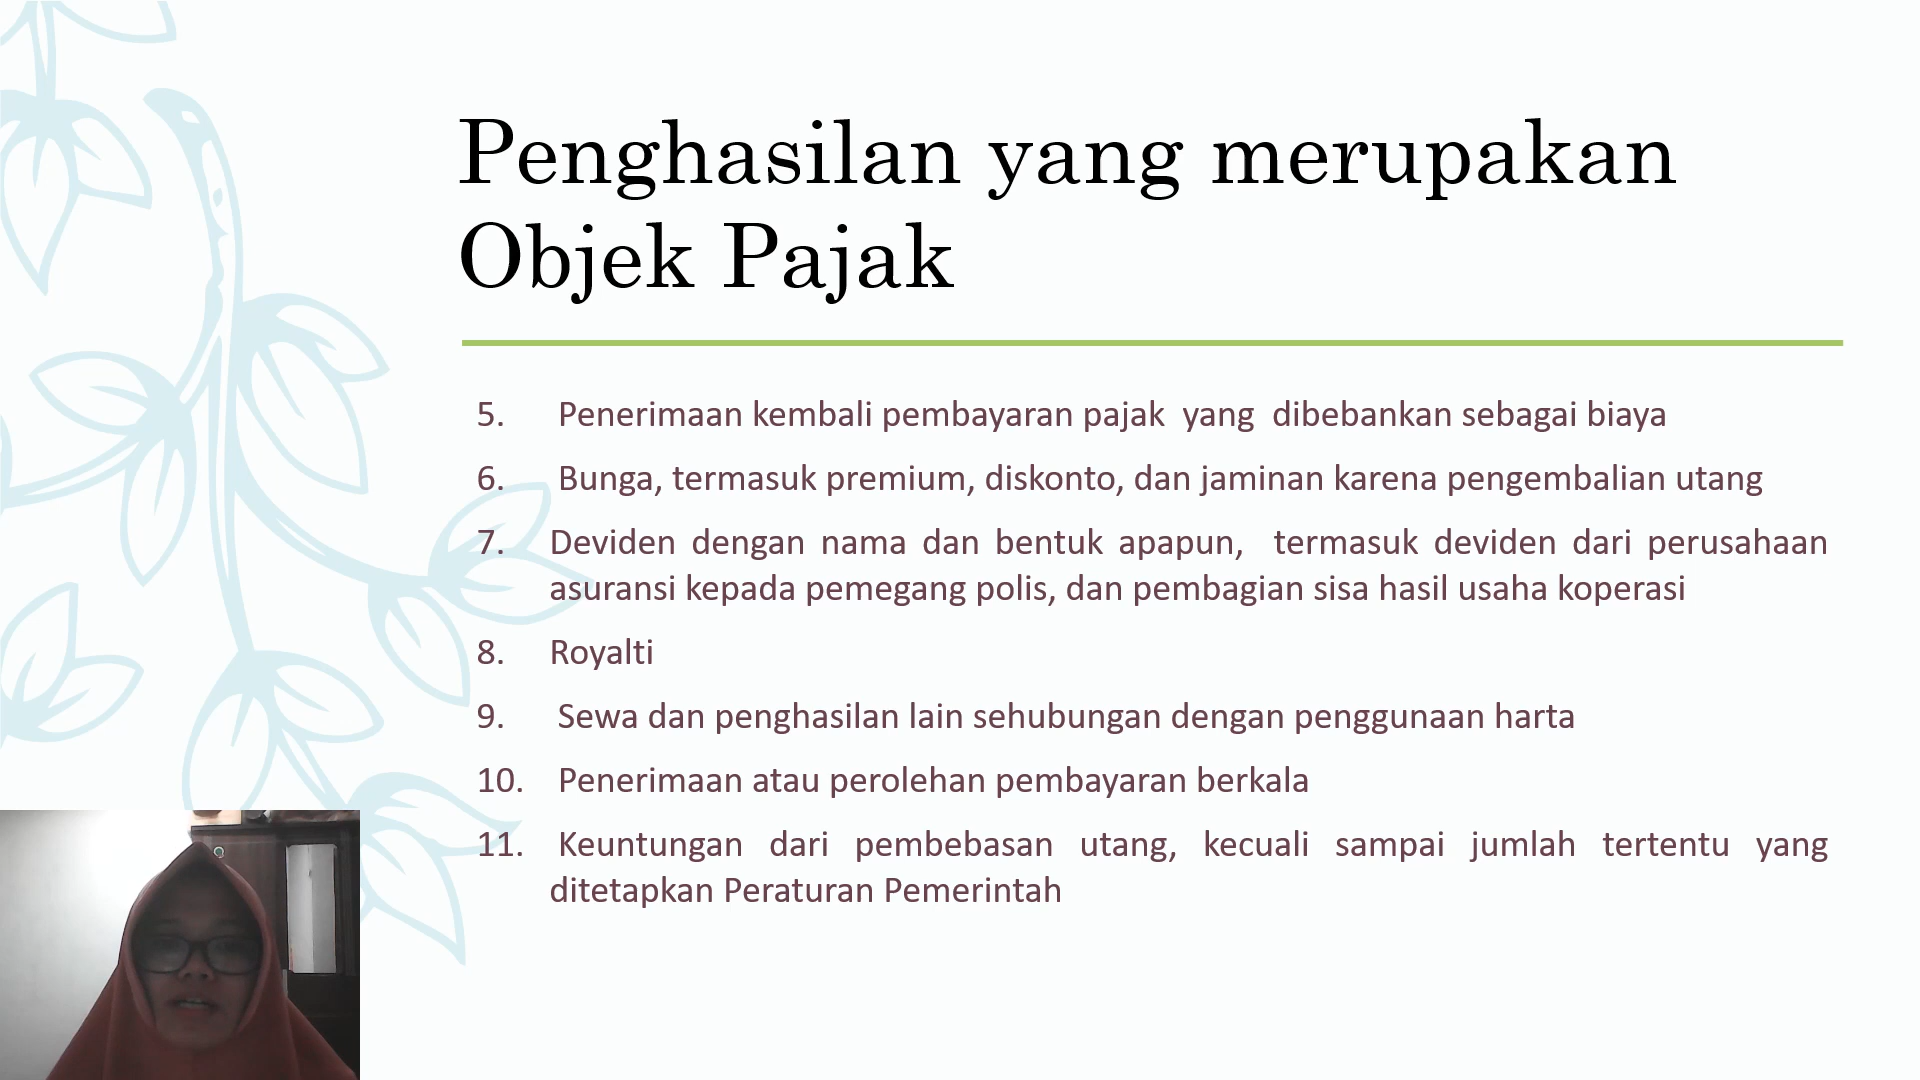 Penghasilan yang merupakan
Objek Pajak
5. Penerimaan kembali pembayaran pajak yang dibebankan sebagai biaya
6. Bunga, termasuk premium, diskonto, dan jaminan karena pengembalian utang
7. Deviden dengan nama dan bentuk apapun, termasuk deviden dari perusahaan
asuransi kepada pemegang polis, dan pembagian sisa hasil usaha koperasi
8. Royalti
9. Sewa dan penghasilan lain sehubungan dengan penggunaan harta
10. Penerimaan atau perolehan pembayaran berkala
11. Keuntungan dari pembebasan utang, kecuali sampai jumlah tertentu yang
ditetapkan Peraturan Pemerintah